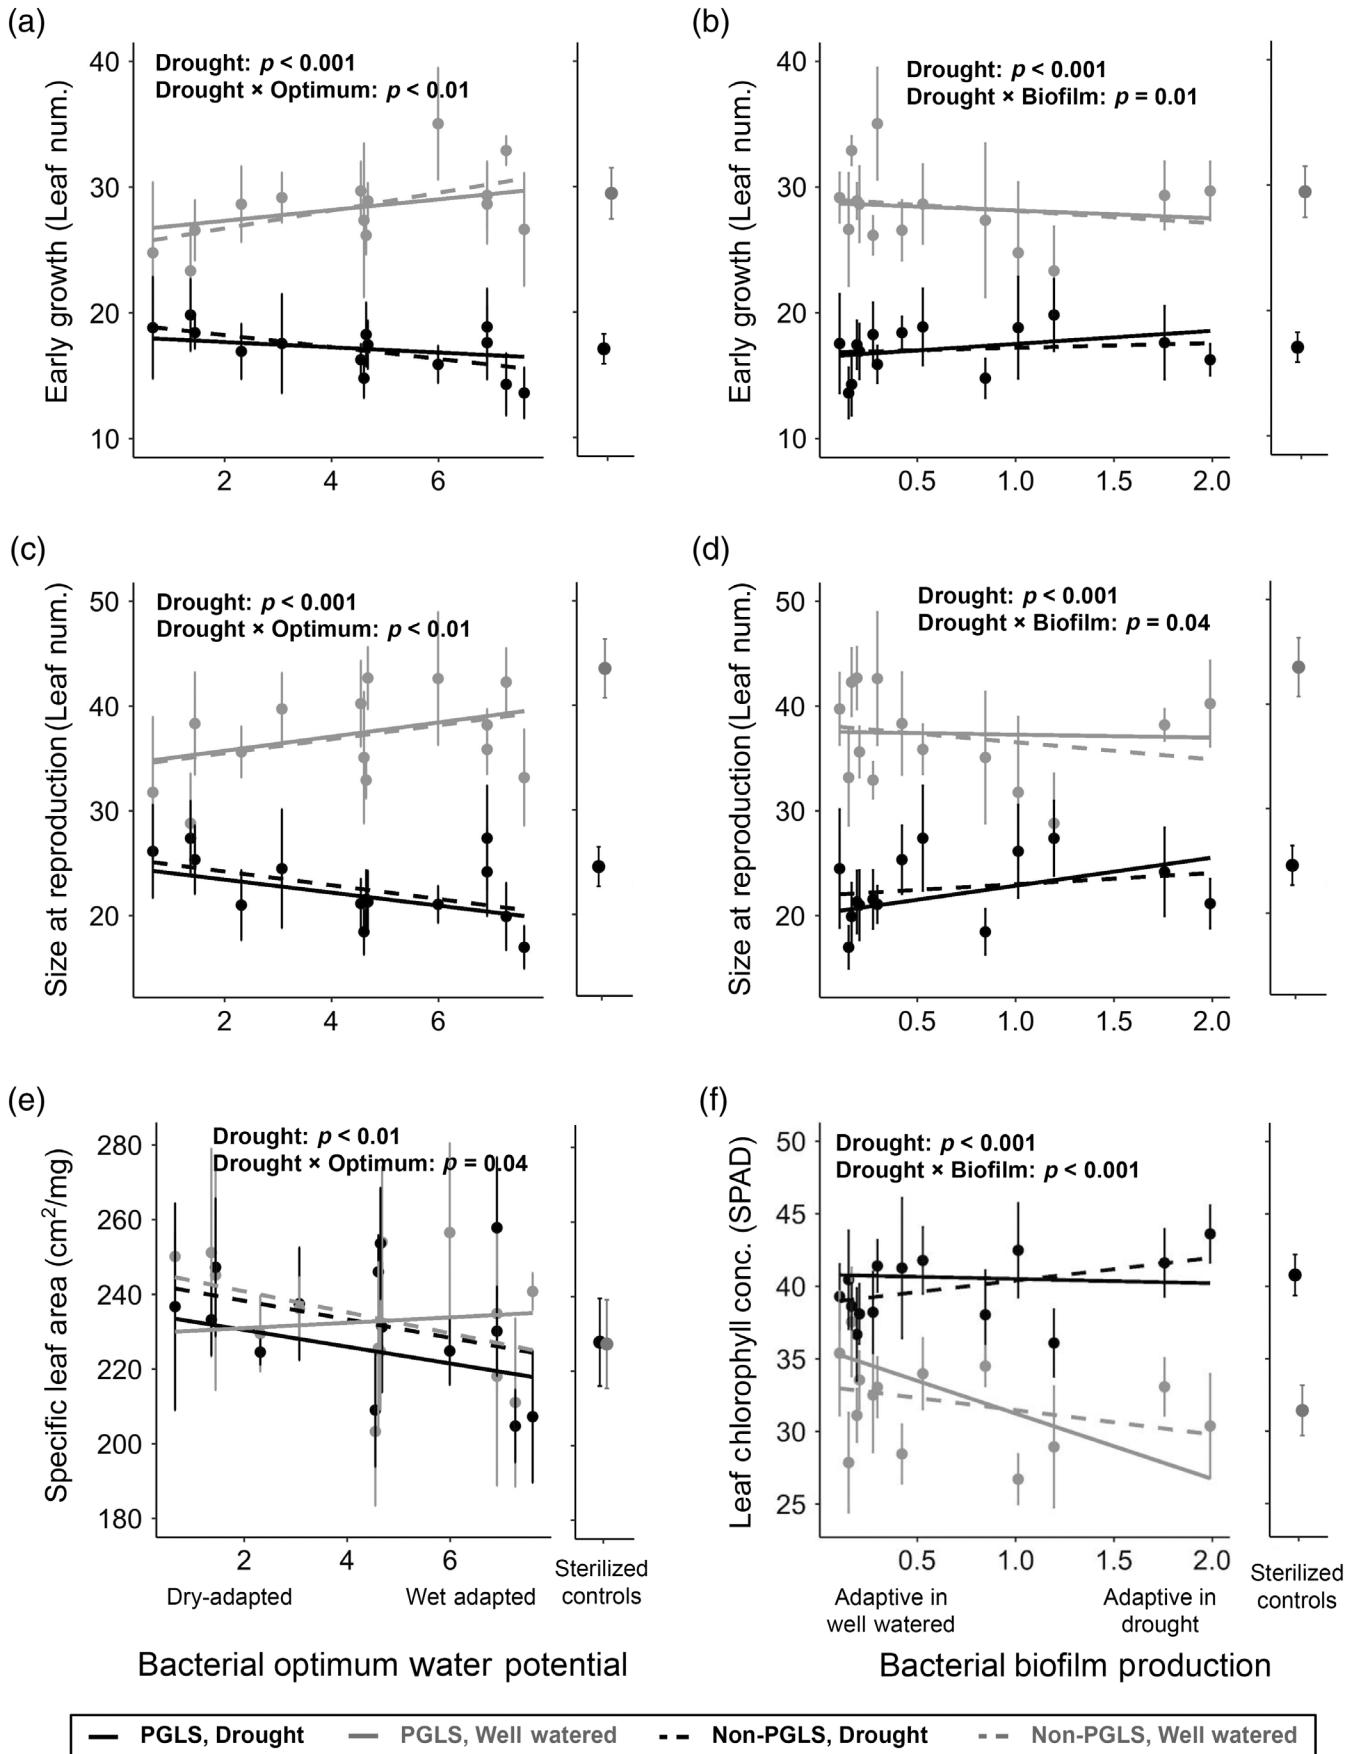 (a)
Early growth (Leaf num.)
Drought: p < 0.001
Drought × Optimum: p < 0.01
40
30
20
10
2 4 6
(b)
Early growth (Leaf num.)
Drought: p < 0.001
Drought × Biofilm: p = 0.01
40
30
20
10
0.5 1.0 1.5 2.0
(c)
Size at reproduction (Leaf num.)
Drought: p < 0.001
Drought × Optimum: p < 0.01
50
40
30
20
2 4 6
(d)
Size at reproduction (Leaf num.)
Drought: p < 0.001
Drought × Biofilm: p = 0.04
50
40
30
20
0.5 1.0 1.5 2.0
(e)
Specific leaf area (cm²/mg)
Drought: p < 0.01
Drought × Optimum: p = 0.04
280
260
240
220
200
180
2 4 6
Dry-adapted Wet adapted
Sterilized
controls
Bacterial optimum water potential
(f)
Leaf chlorophyll conc. (SPAD)
Drought: p < 0.001
Drought × Biofilm: p < 0.001
50
45
40
35
30
25
0.5 1.0 1.5 2.0
Adaptive in
well watered
Adaptive in
drought
Sterilized
controls
Bacterial biofilm production
PGLS, Drought PGLS, Well watered Non-PGLS, Drought Non-PGLS, Well watered